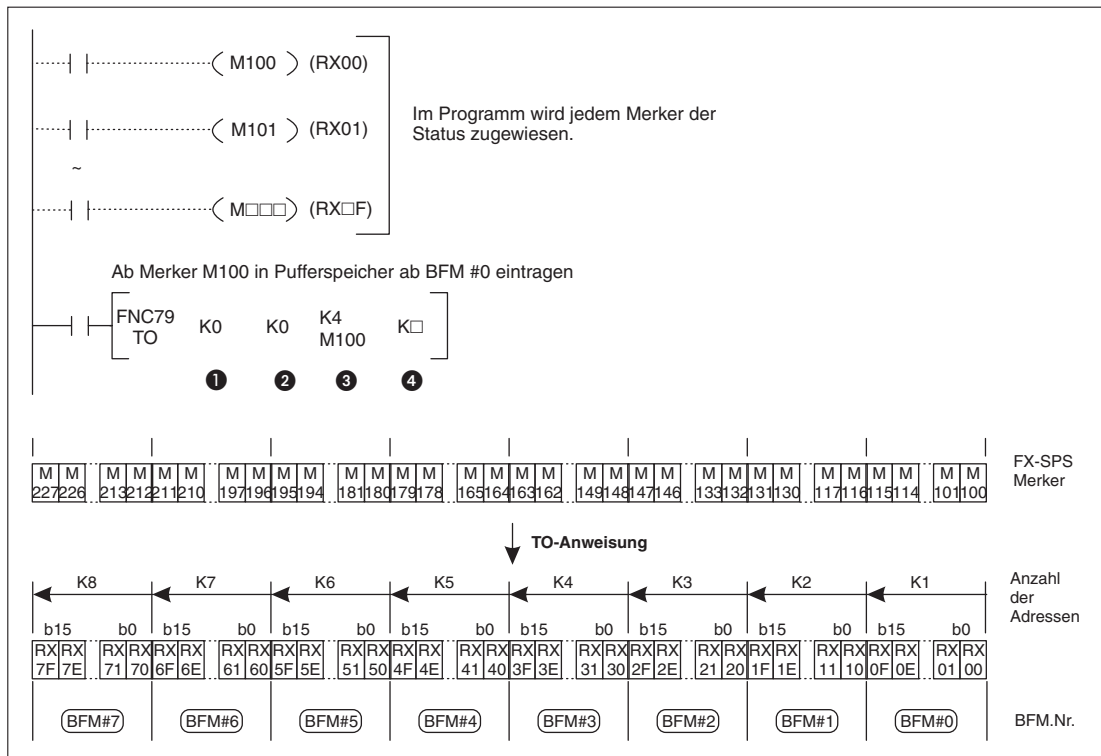 M100 (RX00)
Im Programm wird jedem Merker der
Status zugewiesen.
M101 (RX01)
~
M□□□ (RX□F)
Ab Merker M100 in Pufferspeicher ab BFM #0 eintragen
FNC79
TO
K0
K0
K4
M100
K□
❶ ❷ ❸ ❹
M M M M M M M M M M M M M M M M M M M M M M M M M M M M M M M M
227 226 213 212 211 210 197 196 195 194 181 180 179 178 165 164 163 162 149 148 147 146 133 132 131 130 117 116 115 114 101 100
FX-SPS
Merker
TO-Anweisung
K8 K7 K6 K5 K4 K3 K2 K1
Anzahl
der
Adressen
b15 b0 b15 b0 b15 b0 b15 b0 b15 b0 b15 b0 b15 b0 b15 b0
RX RX RX RX RX RX RX RX RX RX RX RX RX RX RX RX RX RX RX RX RX RX RX RX RX RX RX RX RX RX RX RX
7F 7E 71 70 6F 6E 61 60 5F 5E 51 50 4F 4E 41 40 3F 3E 31 30 2F 2E 21 20 1F 1E 11 10 0F 0E 01 00
BFM#7 BFM#6 BFM#5 BFM#4 BFM#3 BFM#2 BFM#1 BFM#0
BFM.Nr.